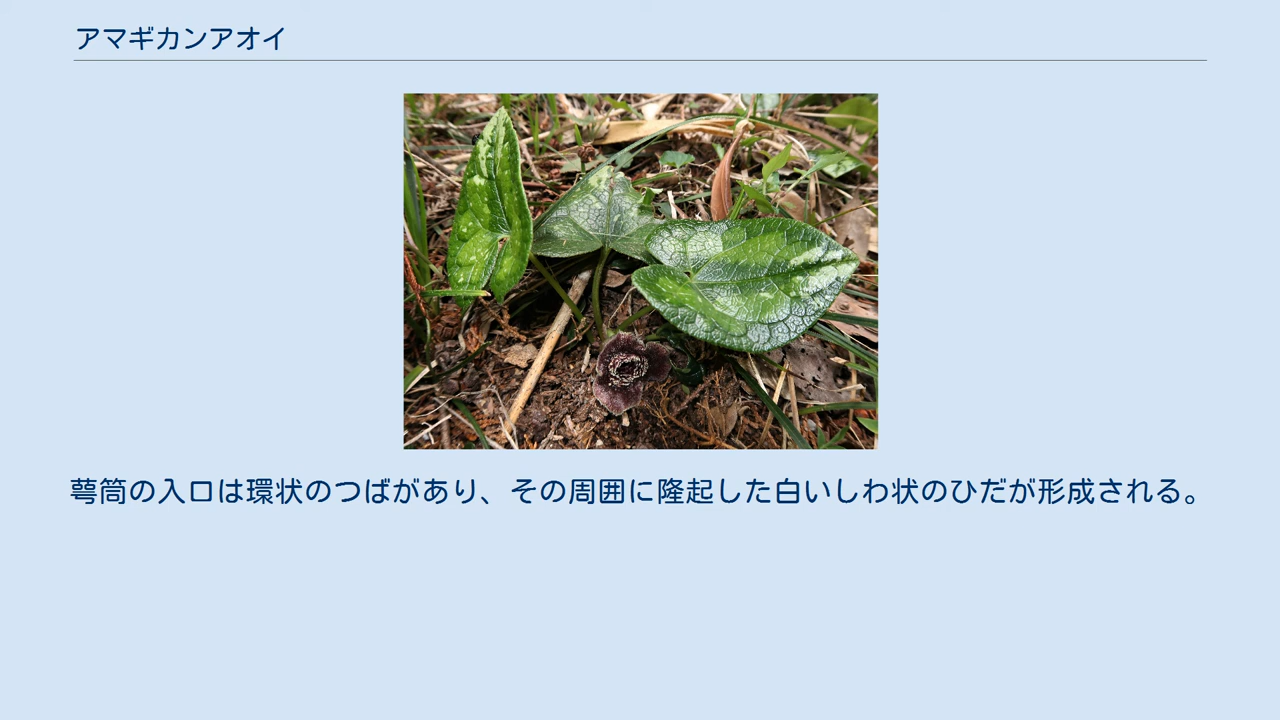 アマギカンアオイ
萼筒の入口は環状のつばがあり、その周囲に隆起した白いしわ状のひだが形成される。